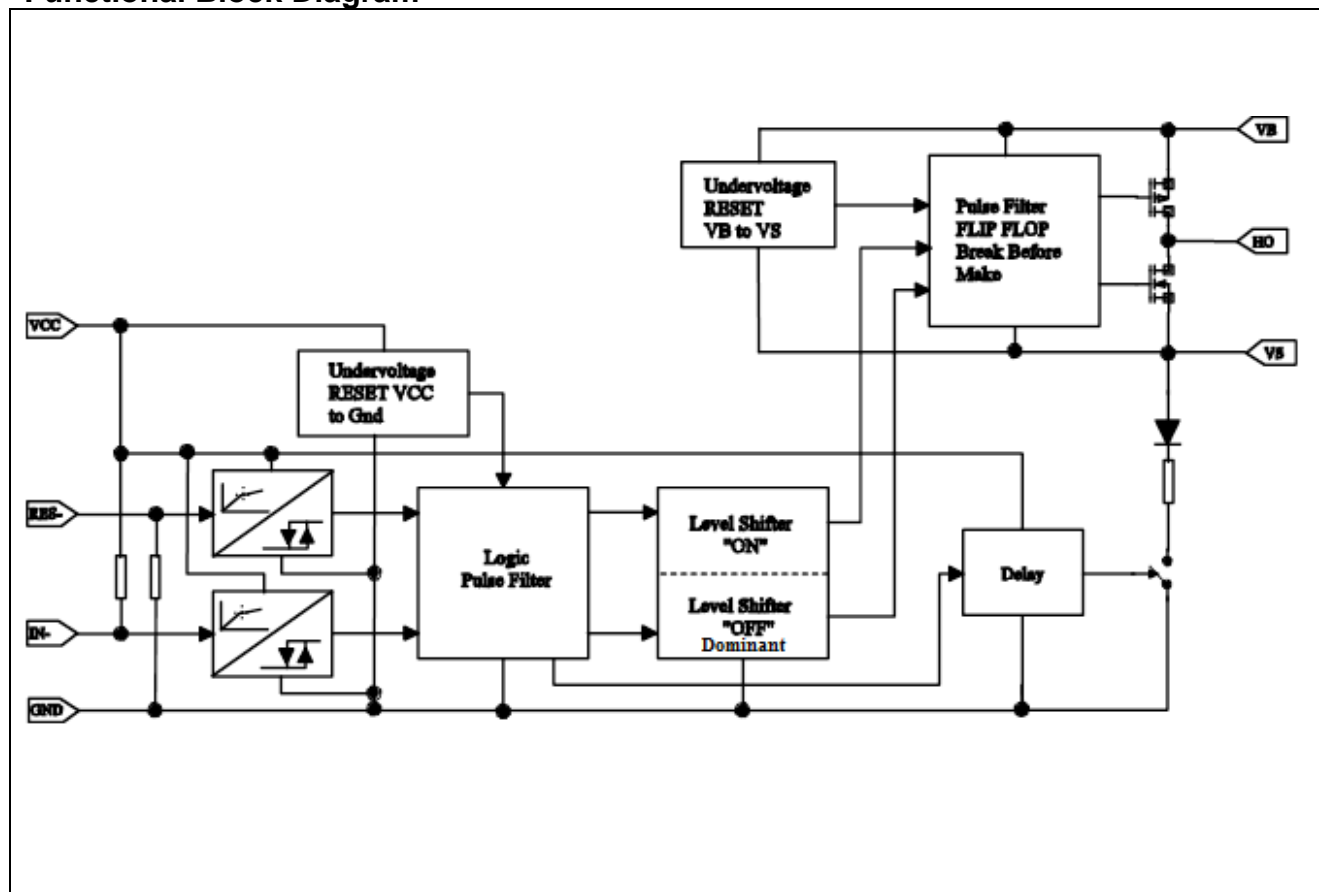 Functional Block Diagram
VB
Undervoltage
RESET
VB to VS
Pulse Filter
FLIP FLOP
Break Before
Make
HO
VCC
VS
Undervoltage
RESET VCC
to Gnd
RES-
Level Shifter
"ON"
Logic
Pulse Filter
Delay
IN-
Level Shifter
"OFF"
Dominant
GND